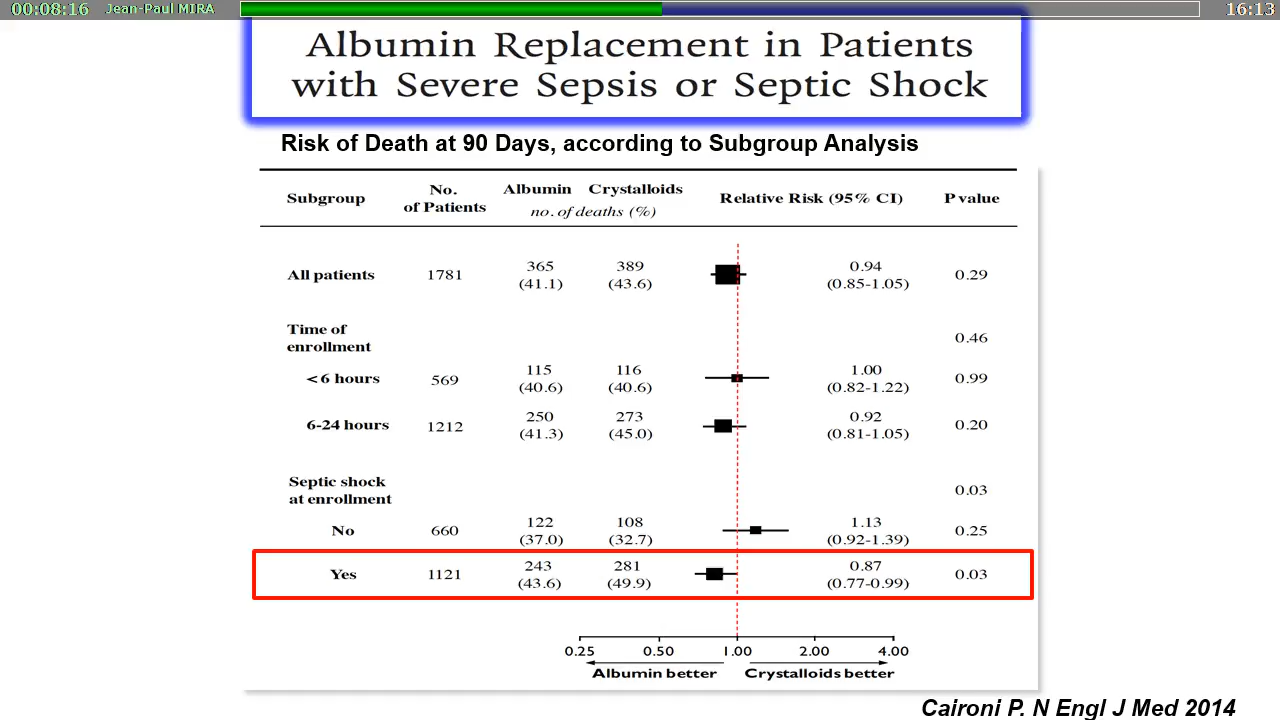 00:08:16 Jean-Paul MIRA 16:13
Albumin Replacement in Patients
with Severe Sepsis or Septic Shock
Risk of Death at 90 Days, according to Subgroup Analysis
Subgroup No. of Patients Albumin Crystalloids Relative Risk (95% CI) P value
no. of deaths (%)
All patients 1781 365 389 0.94 0.29
(41.1) (43.6) (0.85-1.05)
Time of
enrollment 0.46
<6 hours 569 115 116 1.00 0.99
(40.6) (40.6) (0.82-1.22)
6-24 hours 1212 250 273 0.92 0.20
(41.3) (45.0) (0.81-1.05)
Septic shock
at enrollment 0.03
No 660 122 108 1.13 0.25
(37.0) (32.7) (0.92-1.39)
Yes 1121 243 281 0.87 0.03
(43.6) (49.9) (0.77-0.99)
0.25 0.50 1.00 2.00 4.00
Albumin better Crystalloids better
Caironi P. N Engl J Med 2014